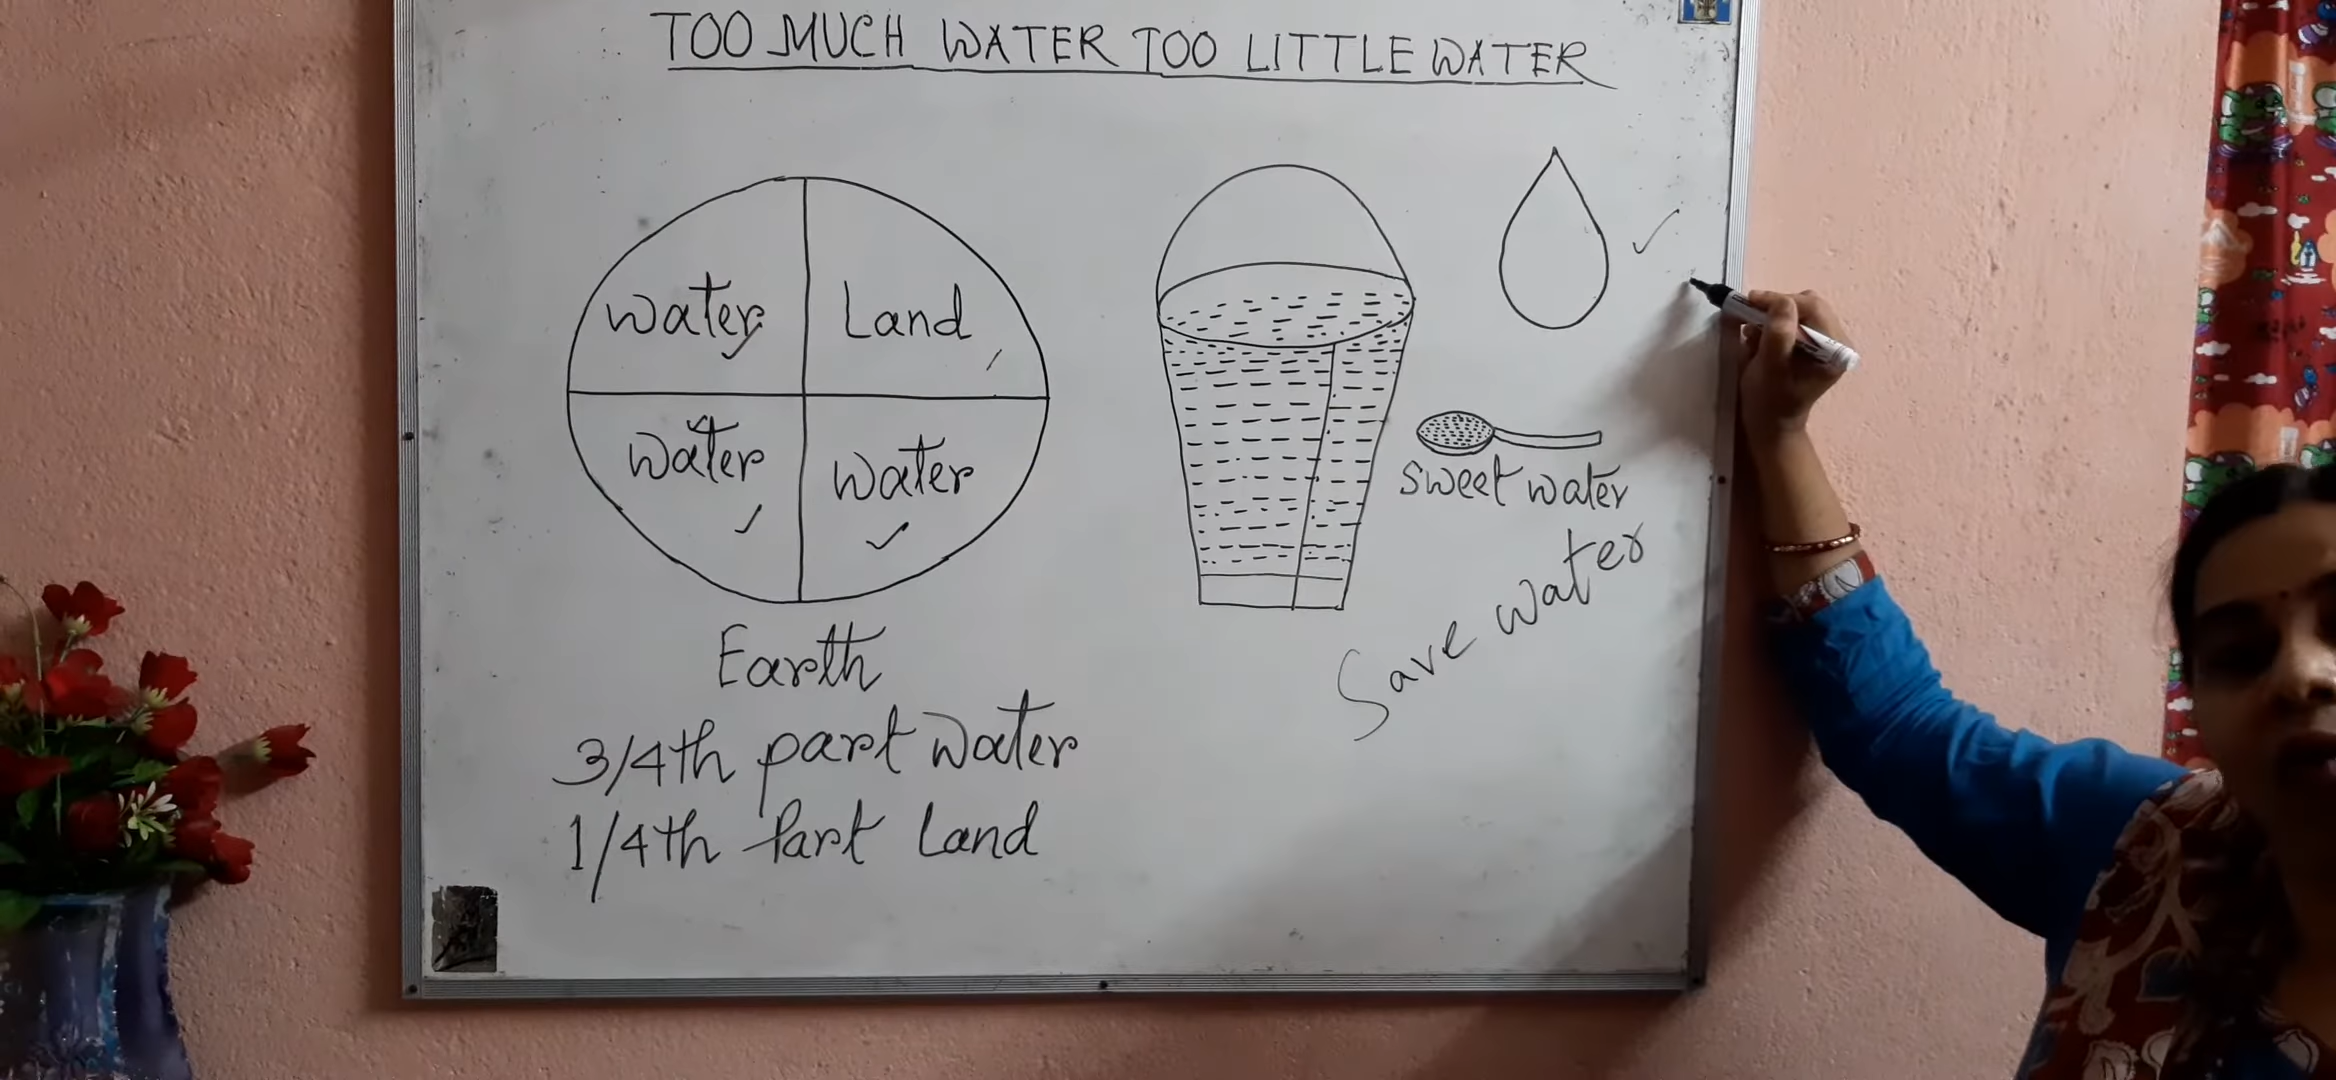 TOO MUCH WATER TOO LITTLE WATER
water
Land
water
water
Earth
3/4th part water
1/4th Part Land
sweet water
Save water